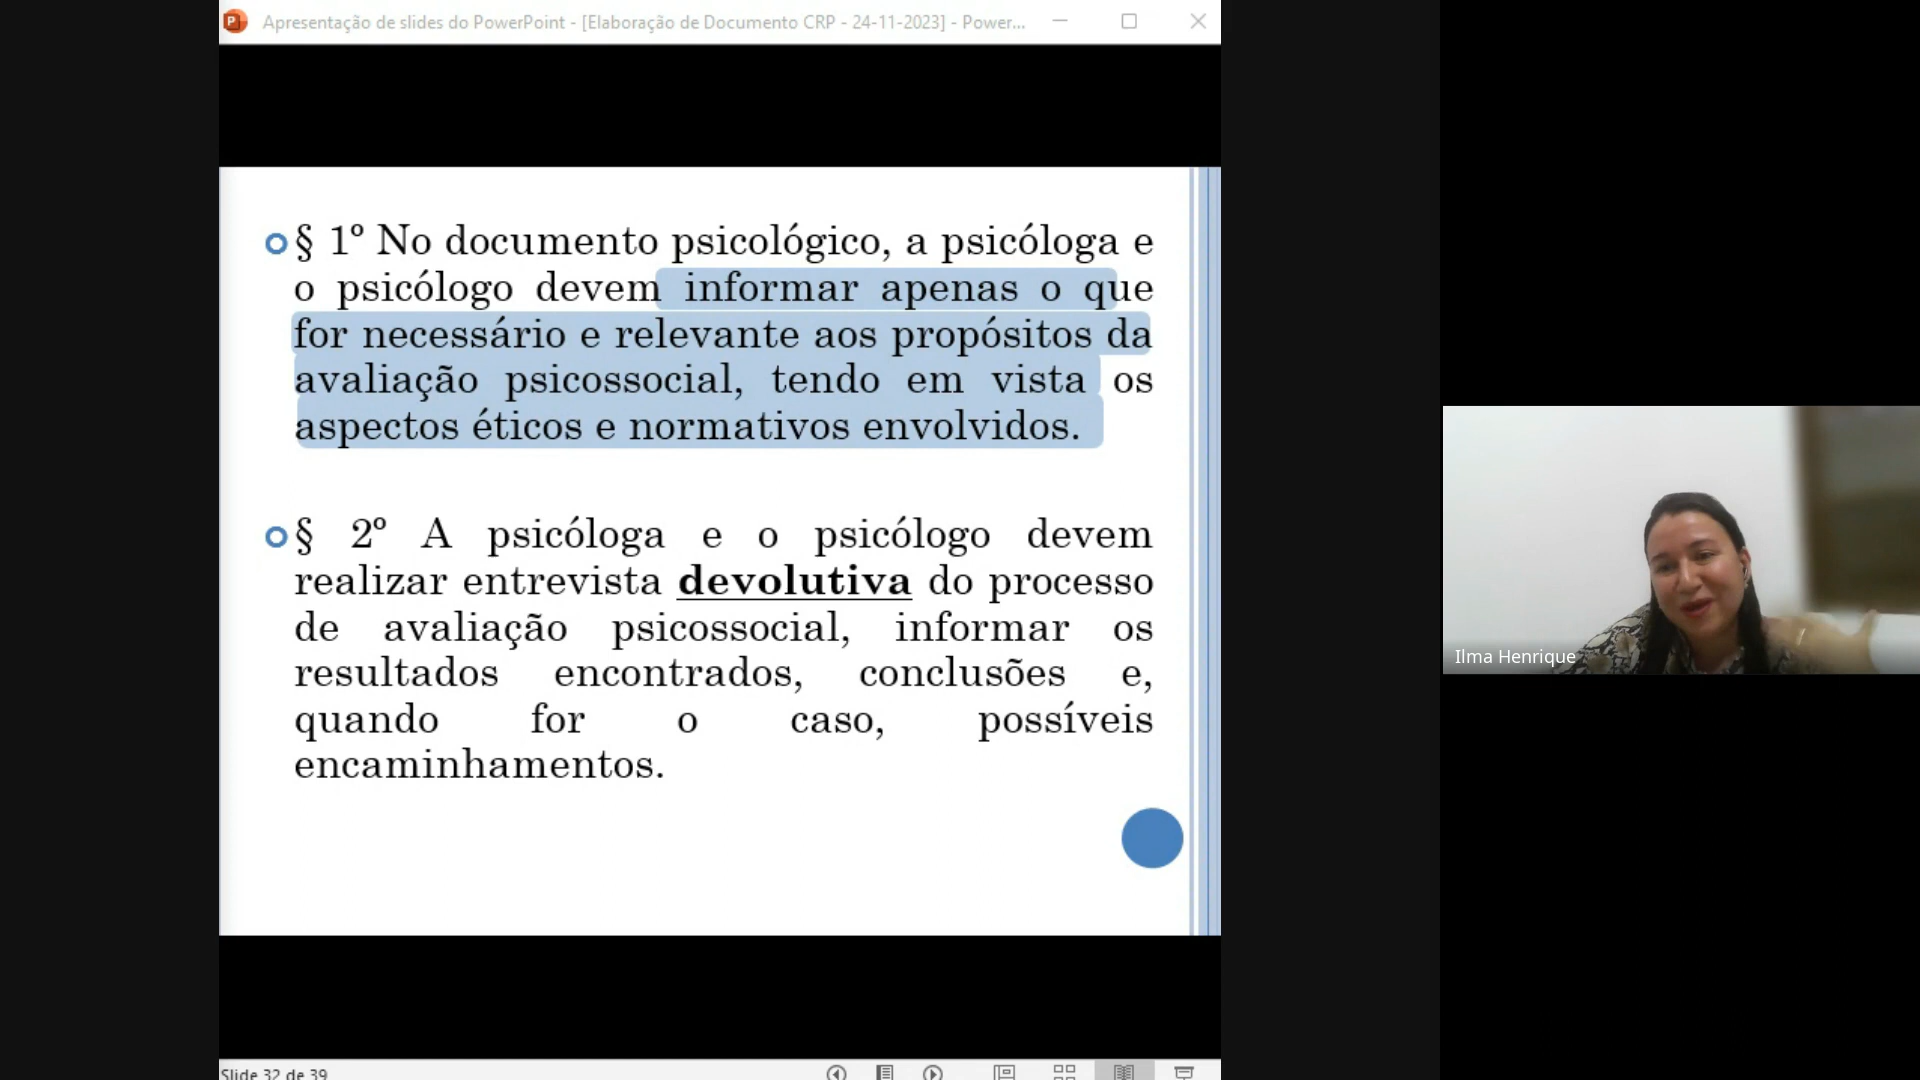 Apresentação de slides do PowerPoint - [Elaboração de Documento CRP - 24-11-2023] - Power...
§ 1º No documento psicológico, a psicóloga e
o psicólogo devem informar apenas o que
for necessário e relevante aos propósitos da
avaliação psicossocial, tendo em vista os
aspectos éticos e normativos envolvidos.
§ 2º A psicóloga e o psicólogo devem
realizar entrevista devolutiva do processo
de avaliação psicossocial, informar os
resultados encontrados, conclusões e,
quando for o caso, possíveis
encaminhamentos.
Ilma Henrique
Slide 32 de 39